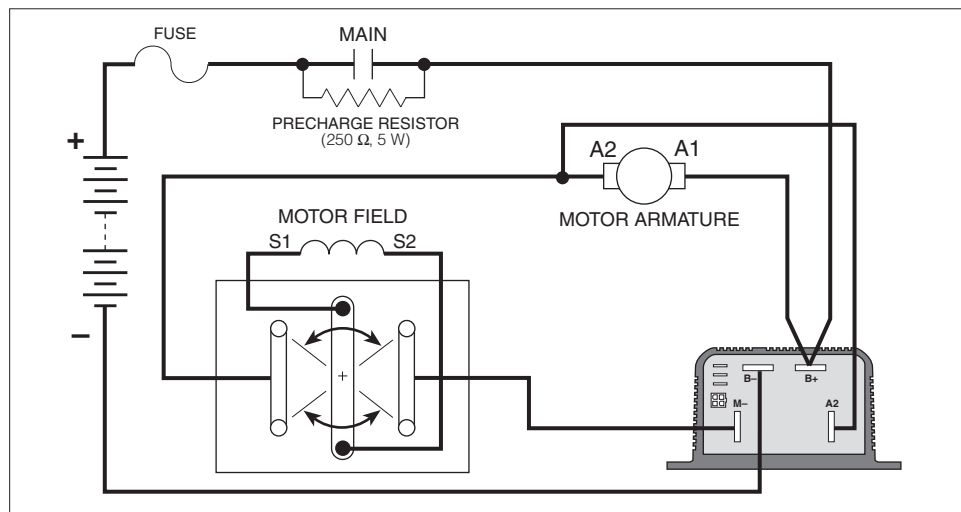 FUSE
MAIN
PRECHARGE RESISTOR
(250 Ω, 5 W)
+
A2
A1
MOTOR ARMATURE
MOTOR FIELD
S1
S2
–
+
B–
B+
M–
A2